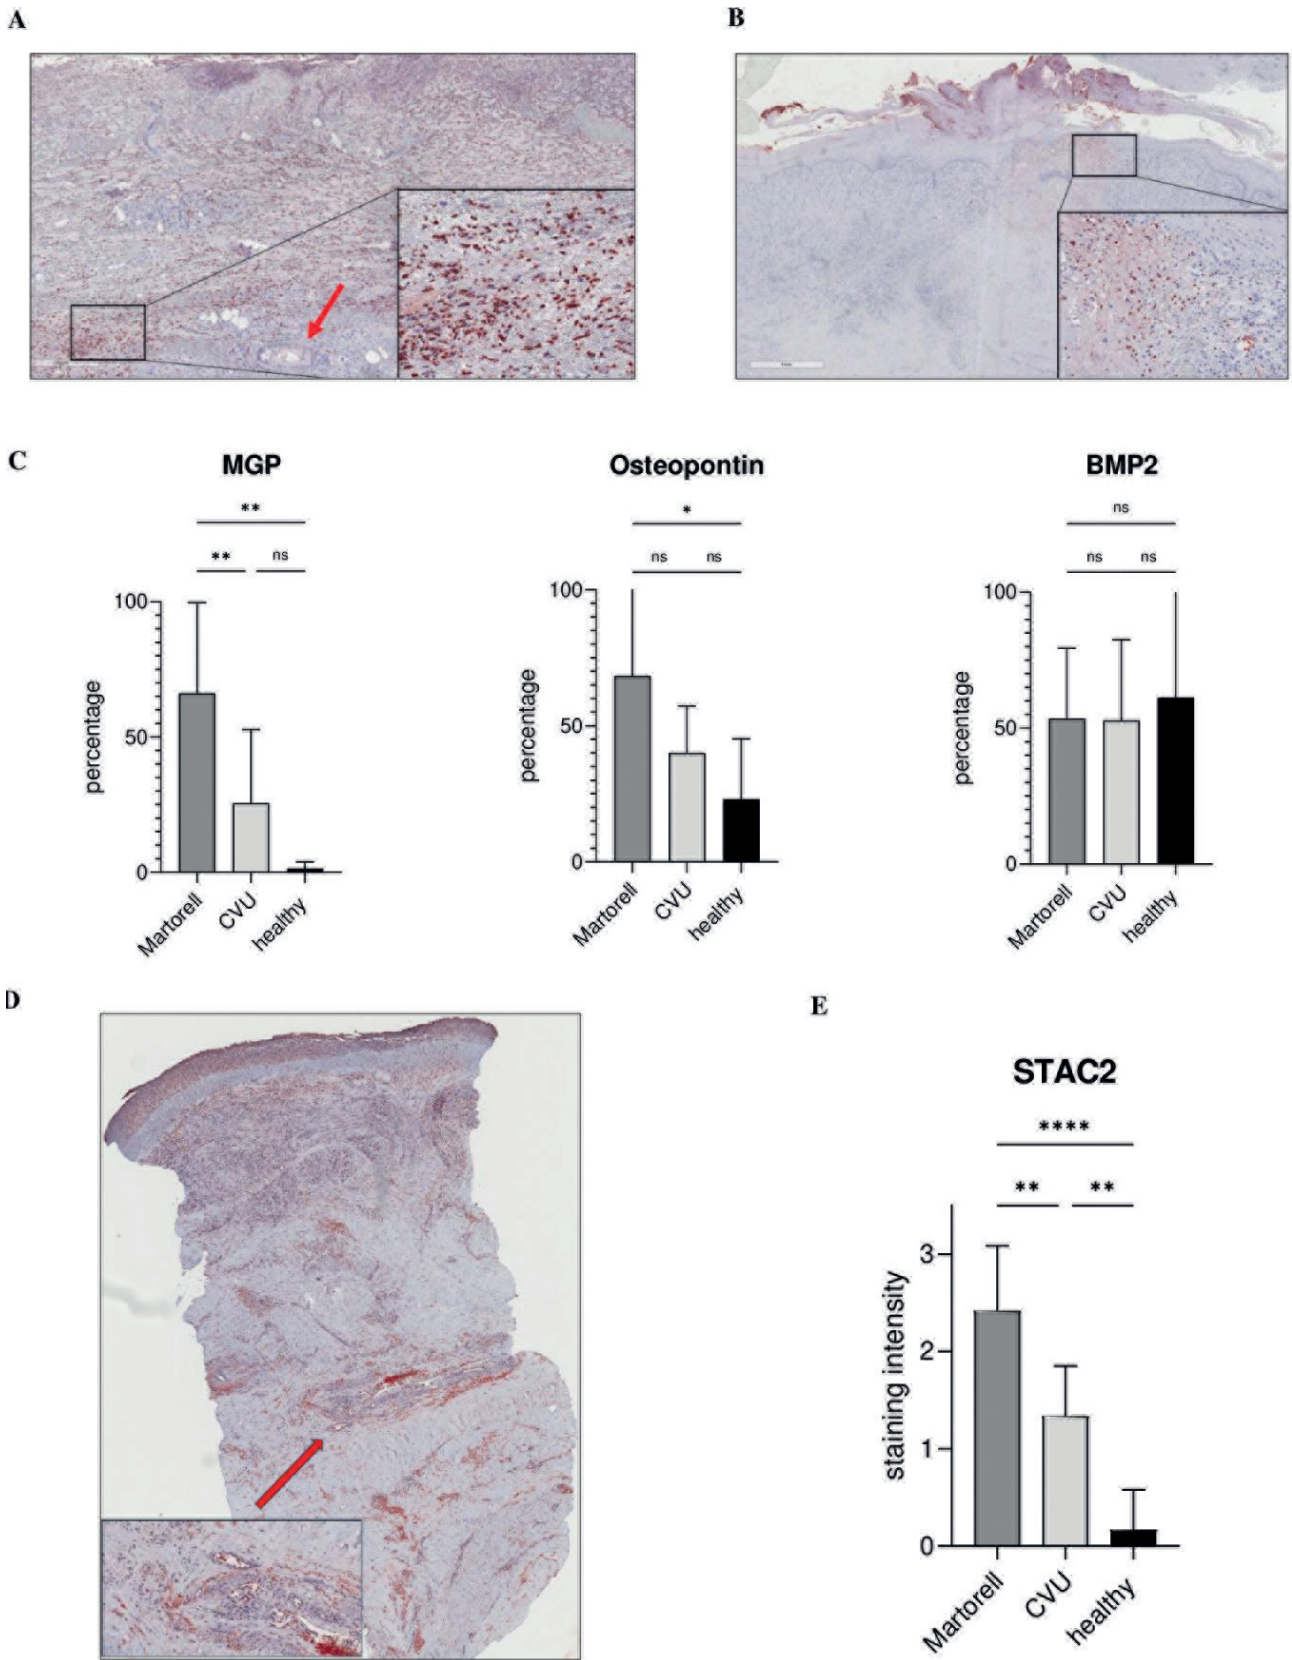 A
B
C
MGP
**
** ns
100
50
0
percentage
Martorell
CVU
healthy
Osteopontin
*
ns ns
100
50
0
percentage
Martorell
CVU
healthy
BMP2
ns
ns ns
100
50
0
percentage
Martorell
CVU
healthy
D
E
STAC2
****
** **
3
2
1
0
staining intensity
Martorell
CVU
healthy